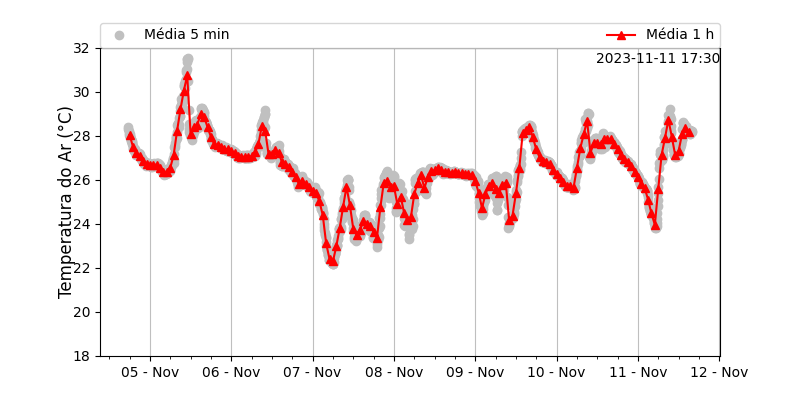 Média 5 min
Média 1 h
2023-11-11 17:30
Temperatura do Ar (°C)
32
30
28
26
24
22
20
18
05 - Nov
06 - Nov
07 - Nov
08 - Nov
09 - Nov
10 - Nov
11 - Nov
12 - Nov